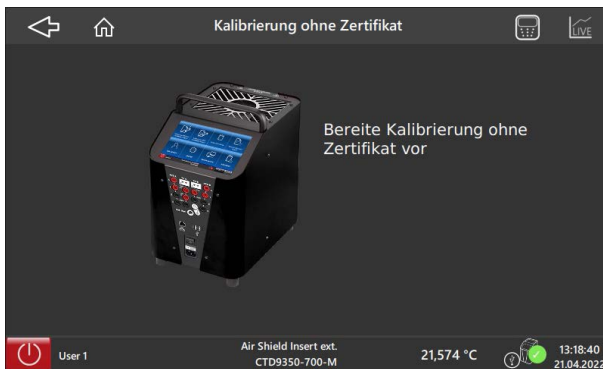 Kalibrierung ohne Zertifikat
LIVE
Bereite Kalibrierung ohne
Zertifikat vor
User 1
Air Shield Insert ext.
CTD9350-700-M
21,574 °C
13:18:40
21.04.2022